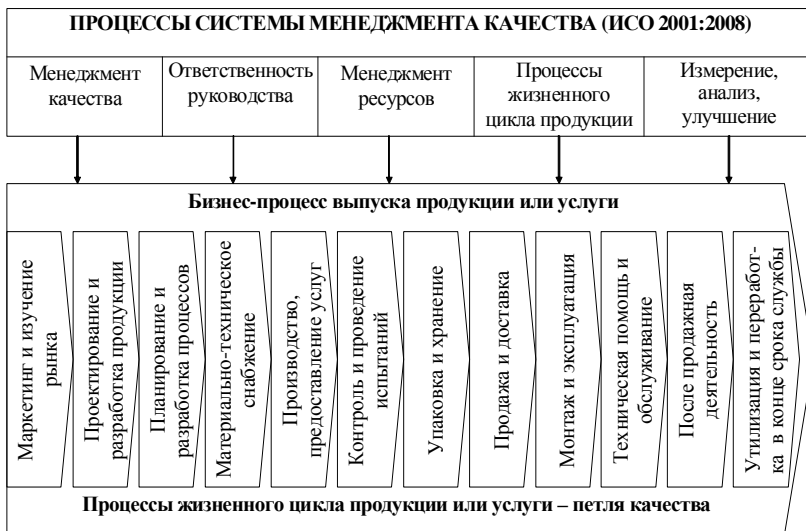 ПРОЦЕССЫ СИСТЕМЫ МЕНЕДЖМЕНТА КАЧЕСТВА (ИСО 2001:2008)
Менеджмент
качества
Ответственность
руководства
Менеджмент
ресурсов
Процессы
жизненного
цикла продукции
Измерение,
анализ,
улучшение
Бизнес-процесс выпуска продукции или услуги
Маркетинг и изучение
рынка
Проектирование и
разработка продукции
Планирование и
разработка процессов
Материально-техническое
снабжение
Производство,
предоставление услуг
Контроль и проведение
испытаний
Упаковка и хранение
Продажа и доставка
Монтаж и эксплуатация
Техническая помощь и
обслуживание
После продажная
деятельность
Утилизация и переработ-
ка в конце срока службы
Процессы жизненного цикла продукции или услуги – петля качества